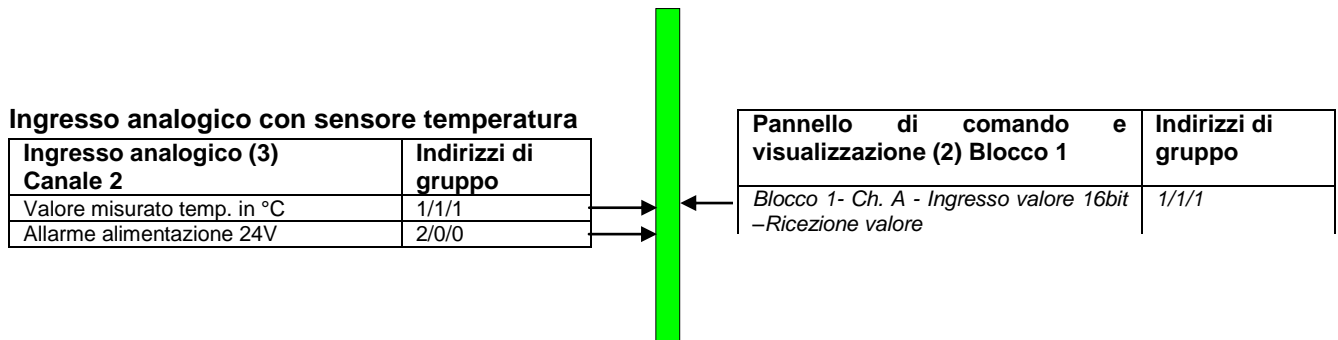 Ingresso analogico con sensore temperatura
Ingresso analogico (3)
Canale 2
Indirizzi di
gruppo
Valore misurato temp. in °C
1/1/1
Allarme alimentazione 24V
2/0/0
Pannello di comando e
visualizzazione (2) Blocco 1
Indirizzi di
gruppo
Blocco 1- Ch. A - Ingresso valore 16bit
–Ricezione valore
1/1/1